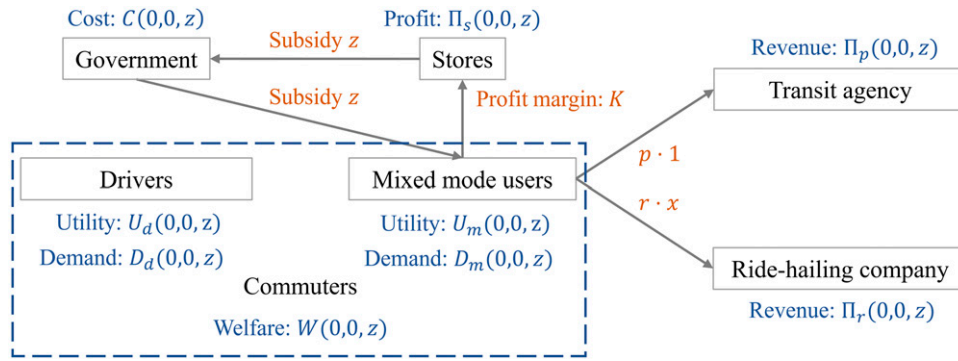 Cost: C(0,0,z)
Profit: Π_s(0,0,z)
Government
Subsidy z
Stores
Revenue: Π_p(0,0,z)
Transit agency
Subsidy z
Profit margin: K
p · 1
Drivers
Mixed mode users
r · x
Utility: U_d(0,0,z)
Utility: U_m(0,0,z)
Demand: D_d(0,0,z)
Demand: D_m(0,0,z)
Ride-hailing company
Commuters
Revenue: Π_r(0,0,z)
Welfare: W(0,0,z)